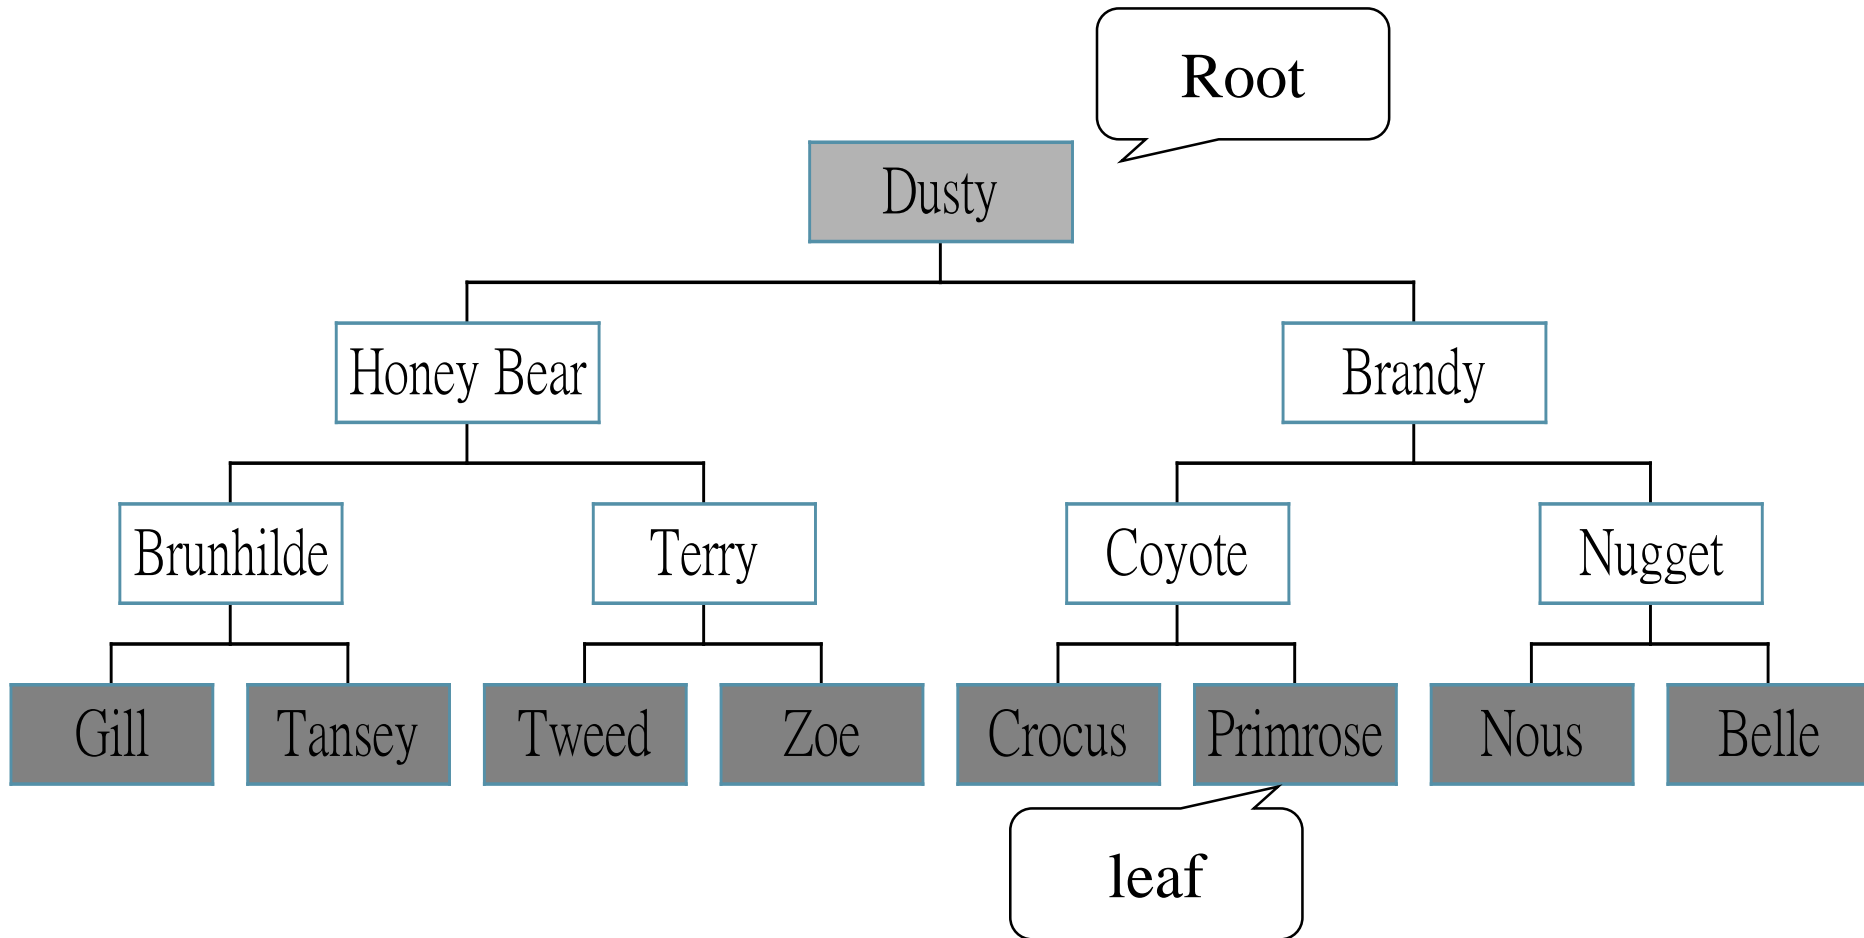 Root
Dusty
Honey Bear
Brandy
Brunhilde
Terry
Coyote
Nugget
Gill
Tansey
Tweed
Zoe
Crocus
Primrose
Nous
Belle
leaf